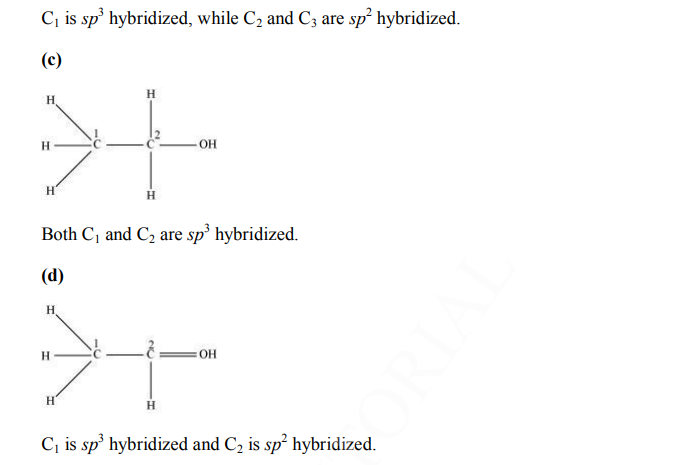 C₁ is sp³ hybridized, while C₂ and C₃ are sp² hybridized.
(c)
H H
1 2
H C C OH
H H
Both C₁ and C₂ are sp³ hybridized.
(d)
H
1 2
H C C OH
H H
C₁ is sp³ hybridized and C₂ is sp² hybridized.